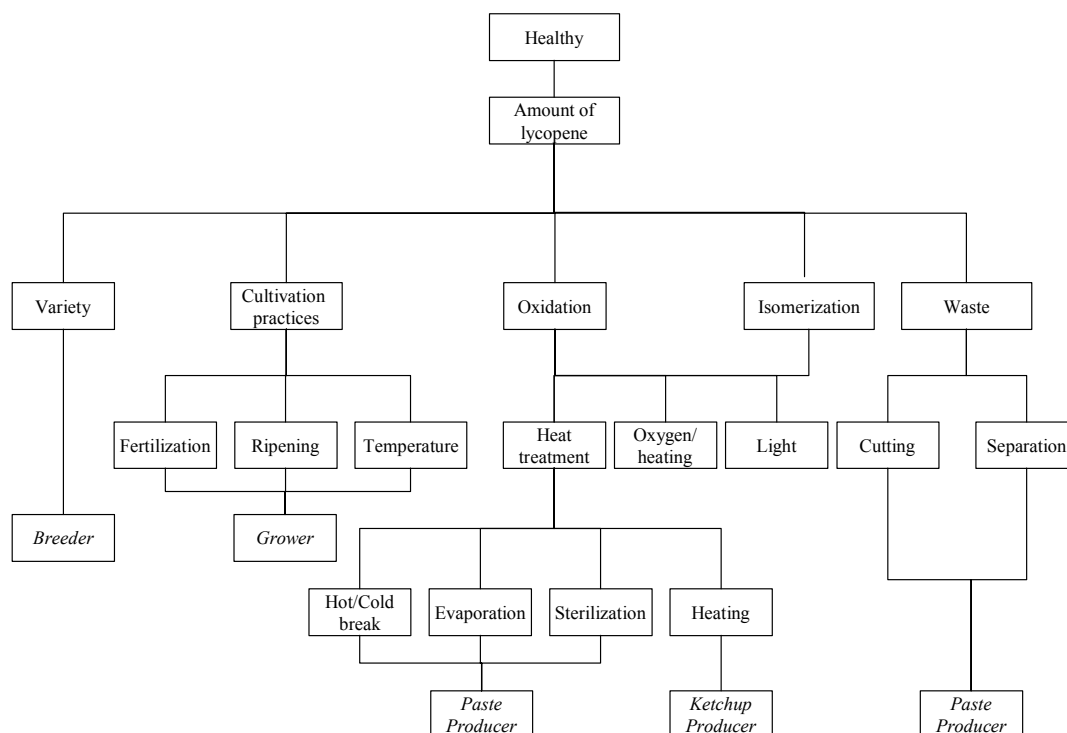 Healthy
Amount of
lycopene
Variety
Cultivation
practices
Oxidation
Isomerization
Waste
Fertilization
Ripening
Temperature
Heat
treatment
Oxygen/
heating
Light
Cutting
Separation
Breeder
Grower
Hot/Cold
break
Evaporation
Sterilization
Heating
Paste
Producer
Ketchup
Producer
Paste
Producer